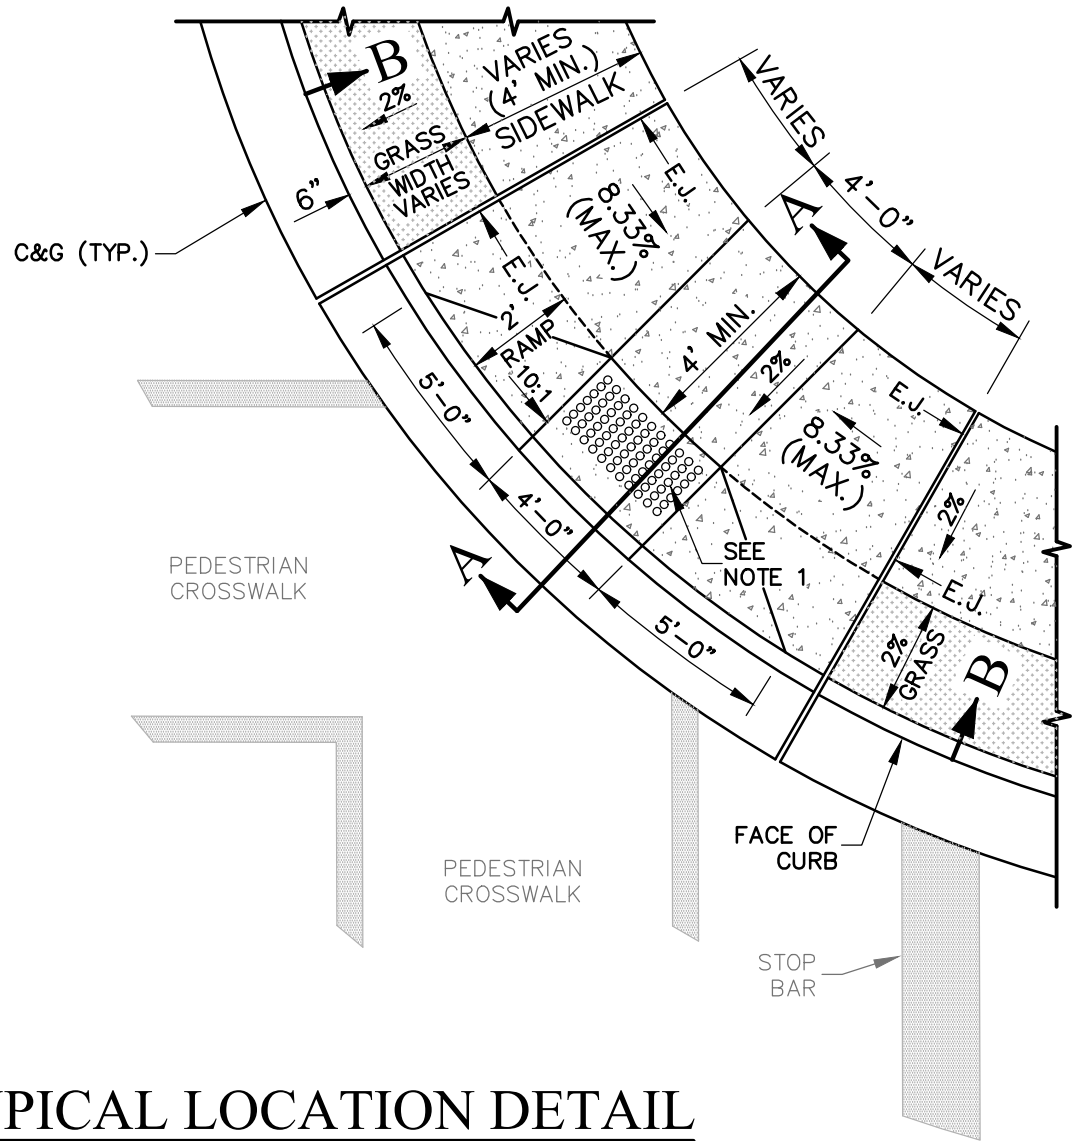 VARIES
(4' MIN.)
SIDEWALK
B
2%
GRASS
WIDTH
VARIES
6"
C&G (TYP.)
E.J.
8.33%
(MAX.)
E.J.
VARIES
4'-0"
VARIES
A
2'
RAMP
10:1
4' MIN.
2%
5'-0"
4'-0"
5'-0"
A
8.33%
(MAX.)
E.J.
2%
E.J.
SEE
NOTE 1
2%
GRASS
B
PEDESTRIAN
CROSSWALK
FACE OF
CURB
PEDESTRIAN
CROSSWALK
STOP
BAR
PICAL LOCATION DETAIL